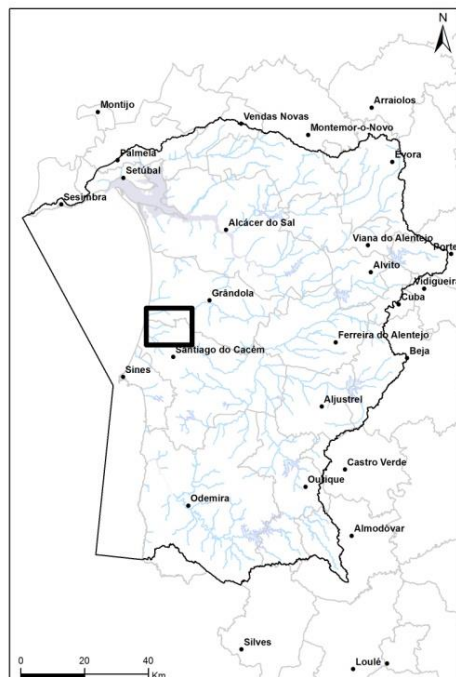 N
Arraiolos
Montijo
Vendas Novas
Montemor-o-Novo
Palmela
Évora
Setúbal
Sesimbra
Alcácer do Sal
Viana do Alentejo
Porte
Alvito
Vidigueira
Grândola
Cuba
Ferreira do Alentejo
Santiago do Cacém
Beja
Sines
Aljustrel
Castro Verde
Ourique
Odemira
Almodôvar
Silves
Loulé
0 20 40
Km